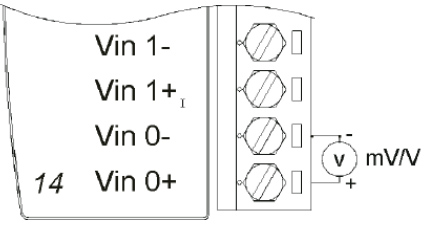 Vin 1-
Vin 1+
Vin 0-
14 Vin 0+
-
V mV/V
+